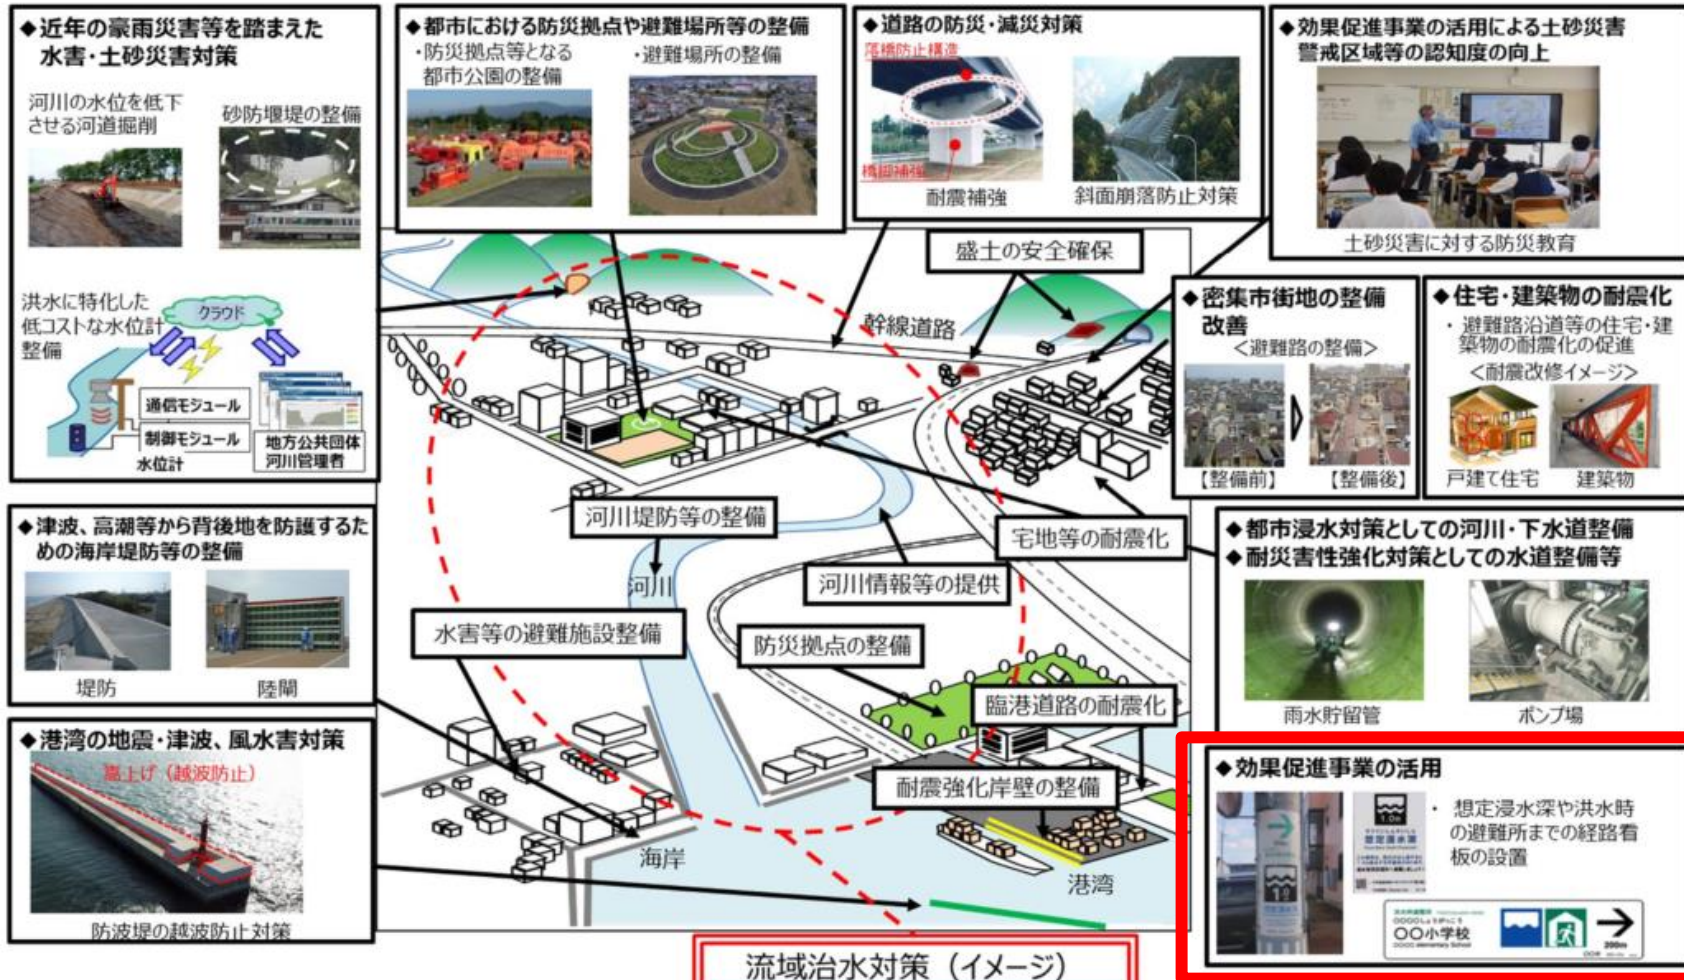 ◆近年の豪雨災害等を踏まえた
水害・土砂災害対策
河川の水位を低下
させる河道掘削
砂防堰堤の整備
洪水に特化した
低コストな水位計
整備
クラウド
通信モジュール
制御モジュール
水位計
地方公共団体
河川管理者
◆都市における防災拠点や避難場所等の整備
・防災拠点等となる
都市公園の整備
・避難場所の整備
◆道路の防災・減災対策
落橋防止構造
橋脚補強
耐震補強
斜面崩落防止対策
◆効果促進事業の活用による土砂災害
警戒区域等の認知度の向上
土砂災害に対する防災教育
盛土の安全確保
幹線道路
◆密集市街地の整備
改善
<避難路の整備>
【整備前】
【整備後】
◆住宅・建築物の耐震化
・避難路沿道等の住宅・建
築物の耐震化の促進
<耐震改修イメージ>
戸建て住宅
建築物
◆津波、高潮等から背後地を防護するた
めの海岸堤防等の整備
堤防
陸閘
河川堤防等の整備
河川
宅地等の耐震化
河川情報等の提供
水害等の避難施設整備
防災拠点の整備
臨港道路の耐震化
耐震強化岸壁の整備
海岸
港湾
◆都市浸水対策としての河川・下水道整備
◆耐災害性強化対策としての水道整備等
雨水貯留管
ポンプ場
◆港湾の地震・津波、風水害対策
嵩上げ（越波防止）
防波堤の越波防止対策
◆効果促進事業の活用
1.0m
想定浸水深
・想定浸水深や洪水時
の避難所までの経路看
板の設置
〇〇〇〇しょうがっこう
〇〇小学校
〇〇〇〇 Elementary School
200m
流域治水対策（イメージ）